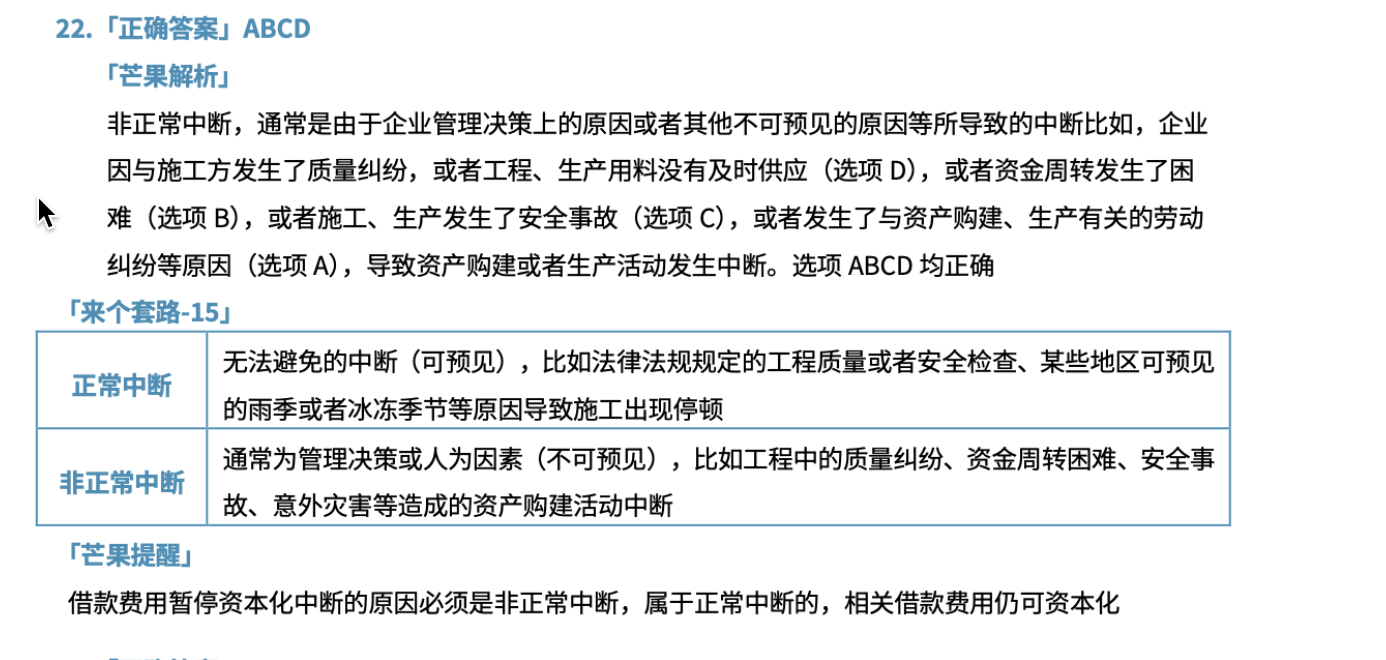 22.「正确答案」ABCD
「芒果解析」
非正常中断，通常是由于企业管理决策上的原因或者其他不可预见的原因等所导致的中断比如，企业
因与施工方发生了质量纠纷，或者工程、生产用料没有及时供应（选项 D），或者资金周转发生了困
难（选项 B），或者施工、生产发生了安全事故（选项 C），或者发生了与资产购建、生产有关的劳动
纠纷等原因（选项 A），导致资产购建或者生产活动发生中断。选项 ABCD 均正确
「来个套路-15」
正常中断
无法避免的中断（可预见），比如法律法规规定的工程质量或者安全检查、某些地区可预见
的雨季或者冰冻季节等原因导致施工出现停顿
非正常中断
通常为管理决策或人为因素（不可预见），比如工程中的质量纠纷、资金周转困难、安全事
故、意外灾害等造成的资产购建活动中断
「芒果提醒」
借款费用暂停资本化中断的原因必须是非正常中断，属于正常中断的，相关借款费用仍可资本化